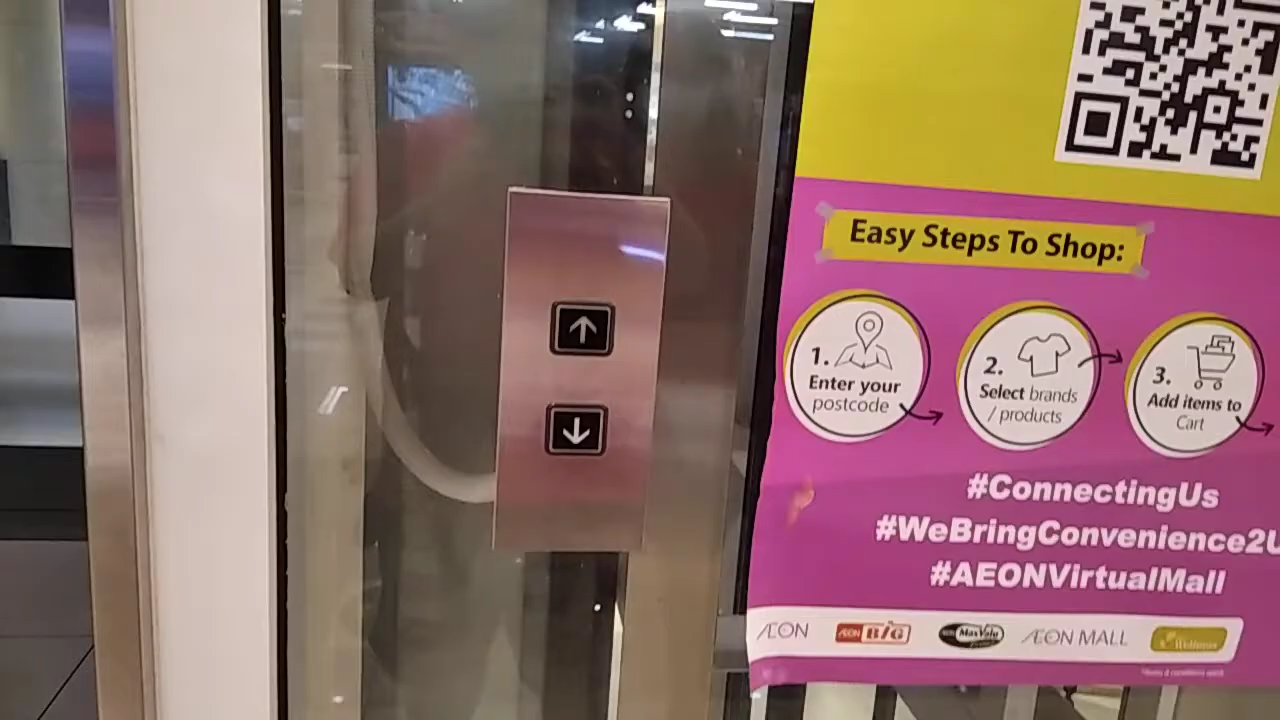 Easy Steps To Shop:
1.
Enter your
postcode
2.
Select brands
/ products
3.
Add items to
Cart
#ConnectingUs
#WeBringConvenience2U
#AEONVirtualMall
ÆON
ÆON BiG
AEON MaxValu
ÆON MALL
Wellness